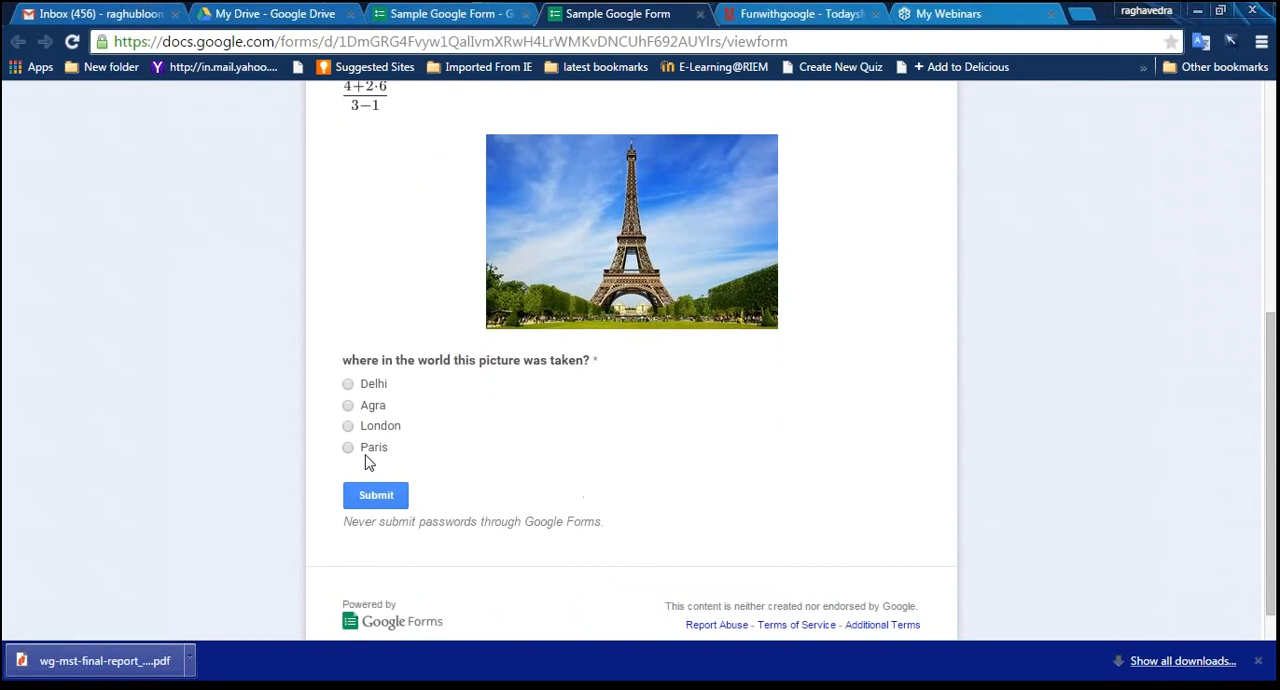 Inbox (456) - raghubloon
My Drive - Google Drive
Sample Google Form - G
Sample Google Form
Funwithgoogle - Todaysl
My Webinars
raghavedra
https://docs.google.com/forms/d/1DmGRG4Fvyw1QalIvmXRwH4LrWMKvDNCUhF692AUYlrs/viewform
Apps
New folder
http://in.mail.yahoo....
Suggested Sites
Imported From IE
latest bookmarks
E-Learning@RIEM
Create New Quiz
+ Add to Delicious
»
Other bookmarks
4+2·6
3−1
where in the world this picture was taken? *
Delhi
Agra
London
Paris
Submit
Never submit passwords through Google Forms.
Powered by
Google Forms
This content is neither created nor endorsed by Google.
Report Abuse - Terms of Service - Additional Terms
wg-mst-final-report_....pdf
Show all downloads...